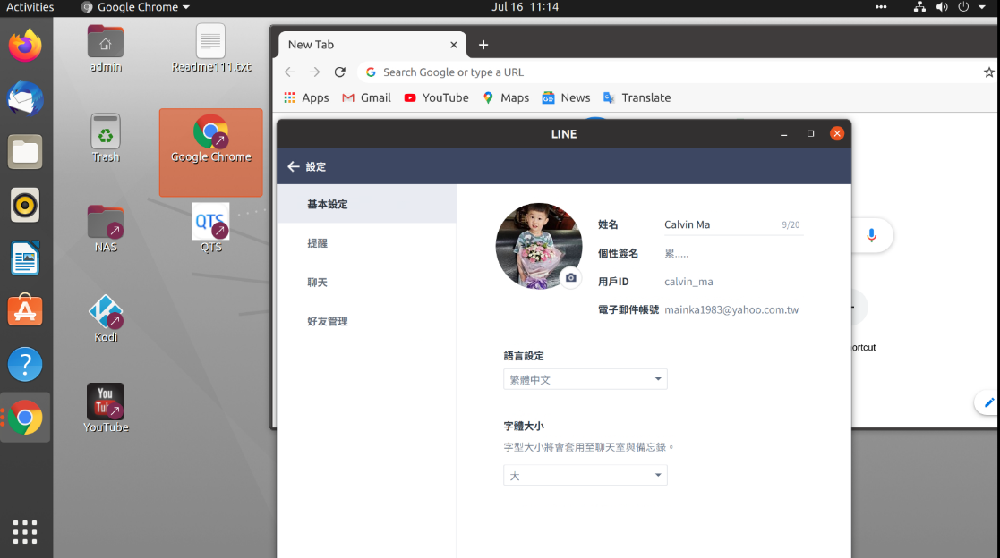 Activities
Google Chrome
Jul 16 11:14
admin
Readme111.txt
Trash
Google Chrome
NAS
QTS
QTS
Kodi
You
YouTube
New Tab
Search Google or type a URL
Apps
Gmail
YouTube
Maps
News
Translate
LINE
設定
基本設定
提醒
聊天
好友管理
姓名 Calvin Ma 9/20
個性簽名 累.....
用戶ID calvin_ma
電子郵件帳號 mainka1983@yahoo.com.tw
語言設定
繁體中文
字體大小
字型大小將會套用至聊天室與備忘錄。
大
ortcut